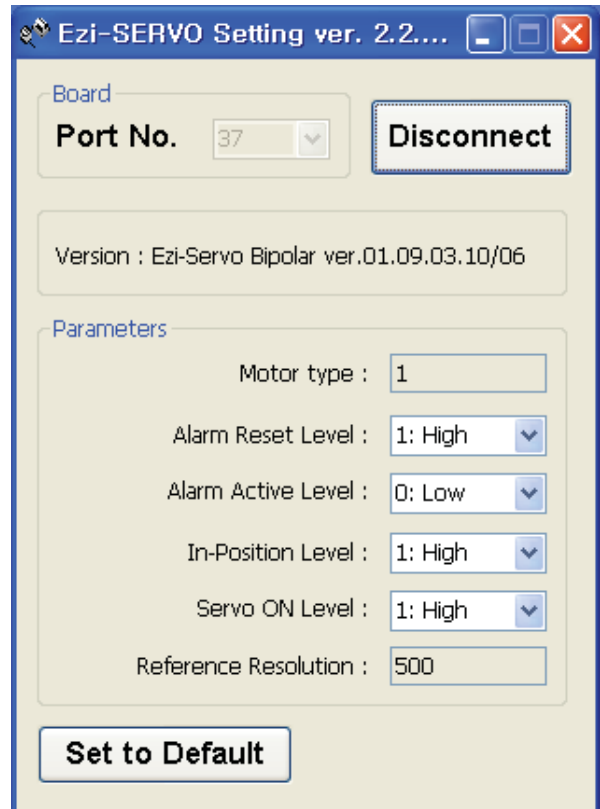 Ezi-SERVO Setting ver. 2.2....
Board
Port No. 37 Disconnect
Version : Ezi-Servo Bipolar ver.01.09.03.10/06
Parameters
Motor type : 1
Alarm Reset Level : 1: High
Alarm Active Level : 0: Low
In-Position Level : 1: High
Servo ON Level : 1: High
Reference Resolution : 500
Set to Default